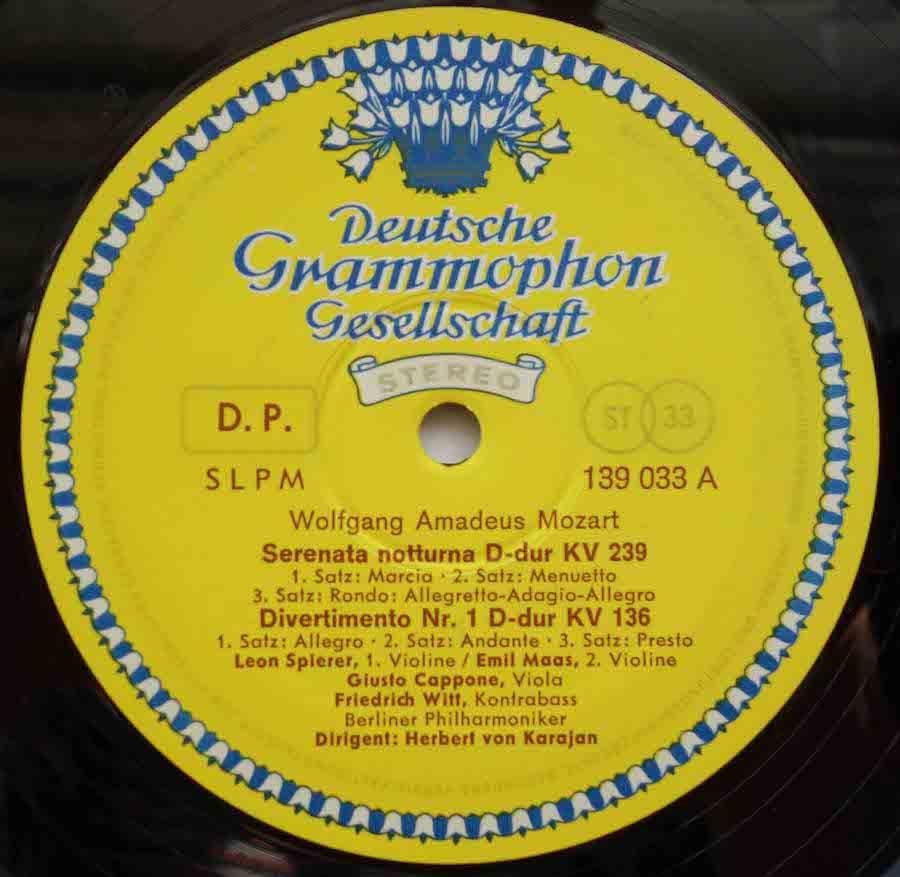 Deutsche
Grammophon
Gesellschaft
STEREO
D. P.
ST 33
SLPM
139 033 A
Wolfgang Amadeus Mozart
Serenata notturna D-dur KV 239
1. Satz: Marcia · 2. Satz: Menuetto
3. Satz: Rondo: Allegretto-Adagio-Allegro
Divertimento Nr. 1 D-dur KV 136
1. Satz: Allegro · 2. Satz: Andante · 3. Satz: Presto
Leon Spierer, 1. Violine / Emil Maas, 2. Violine
Giusto Cappone, Viola
Friedrich Witt, Kontrabass
Berliner Philharmoniker
Dirigent: Herbert von Karajan